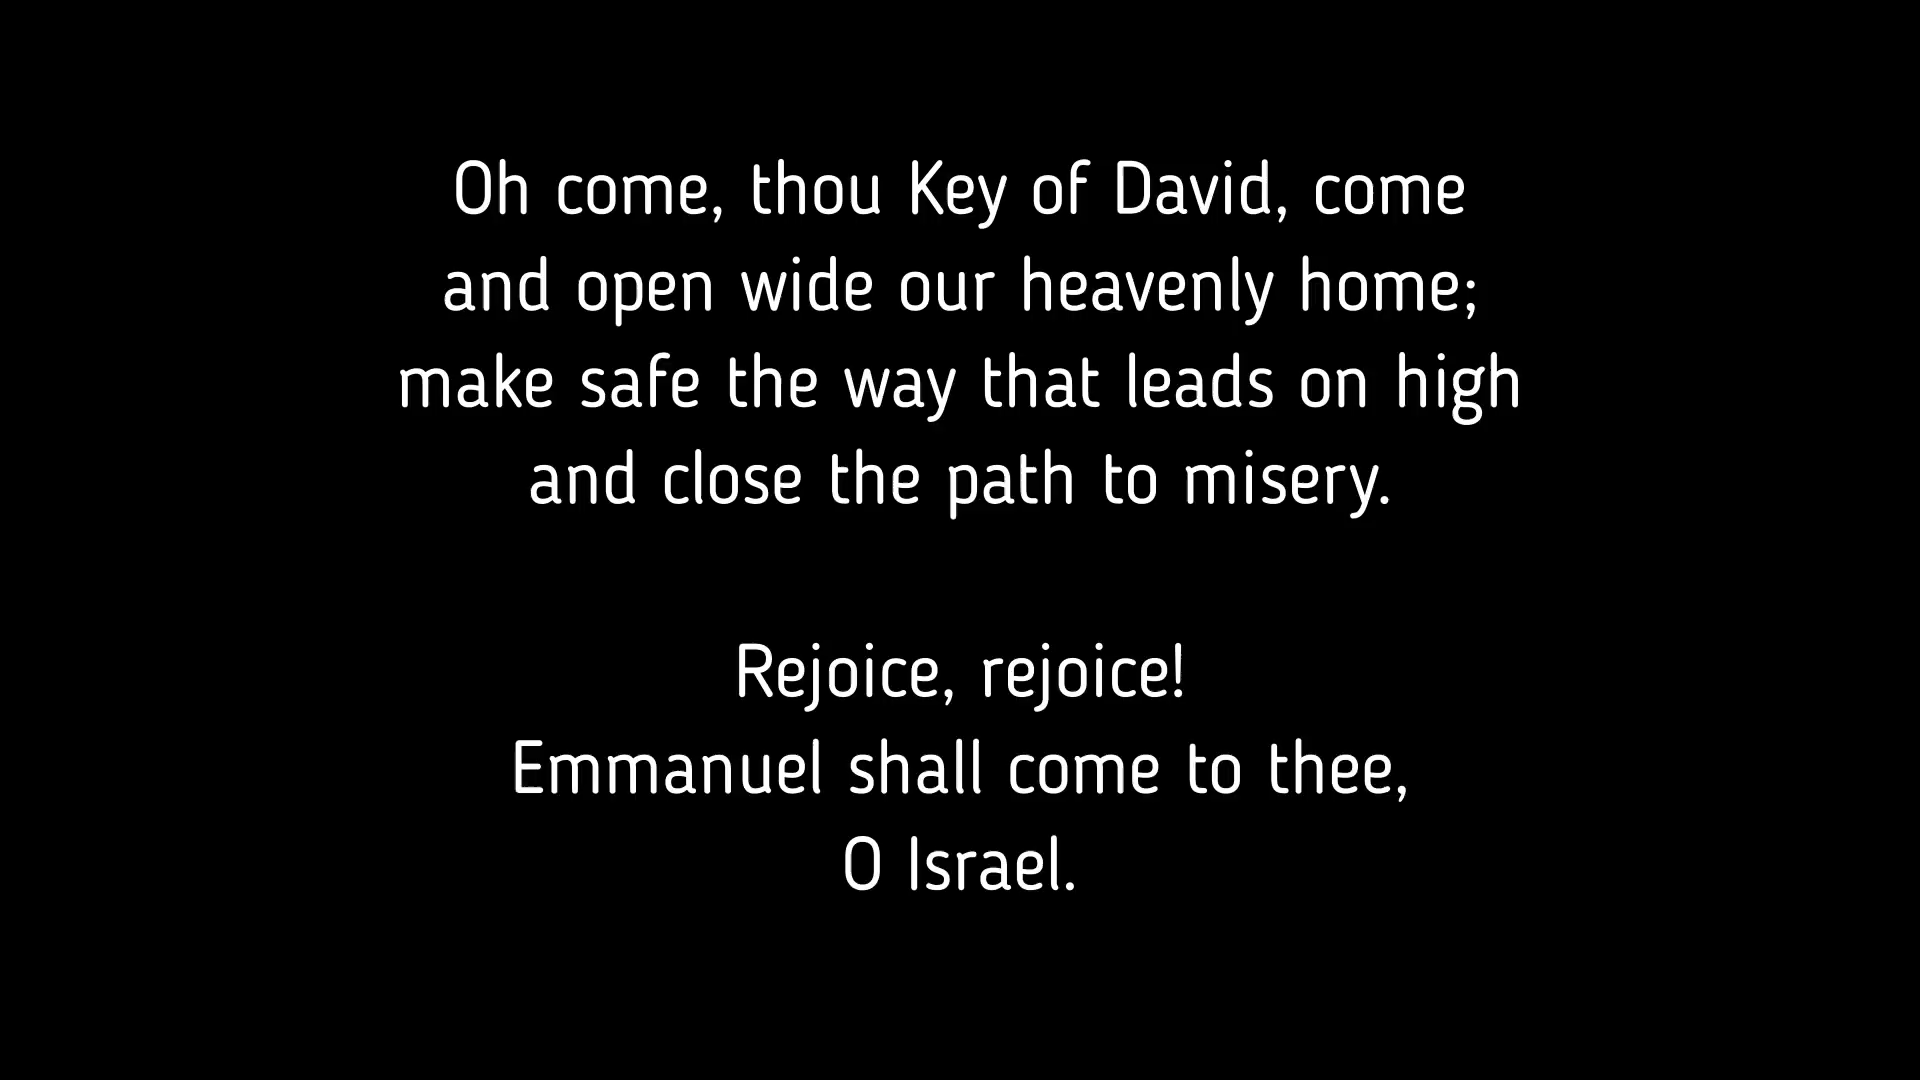 Oh come, thou Key of David, come
and open wide our heavenly home;
make safe the way that leads on high
and close the path to misery.
Rejoice, rejoice!
Emmanuel shall come to thee,
O Israel.